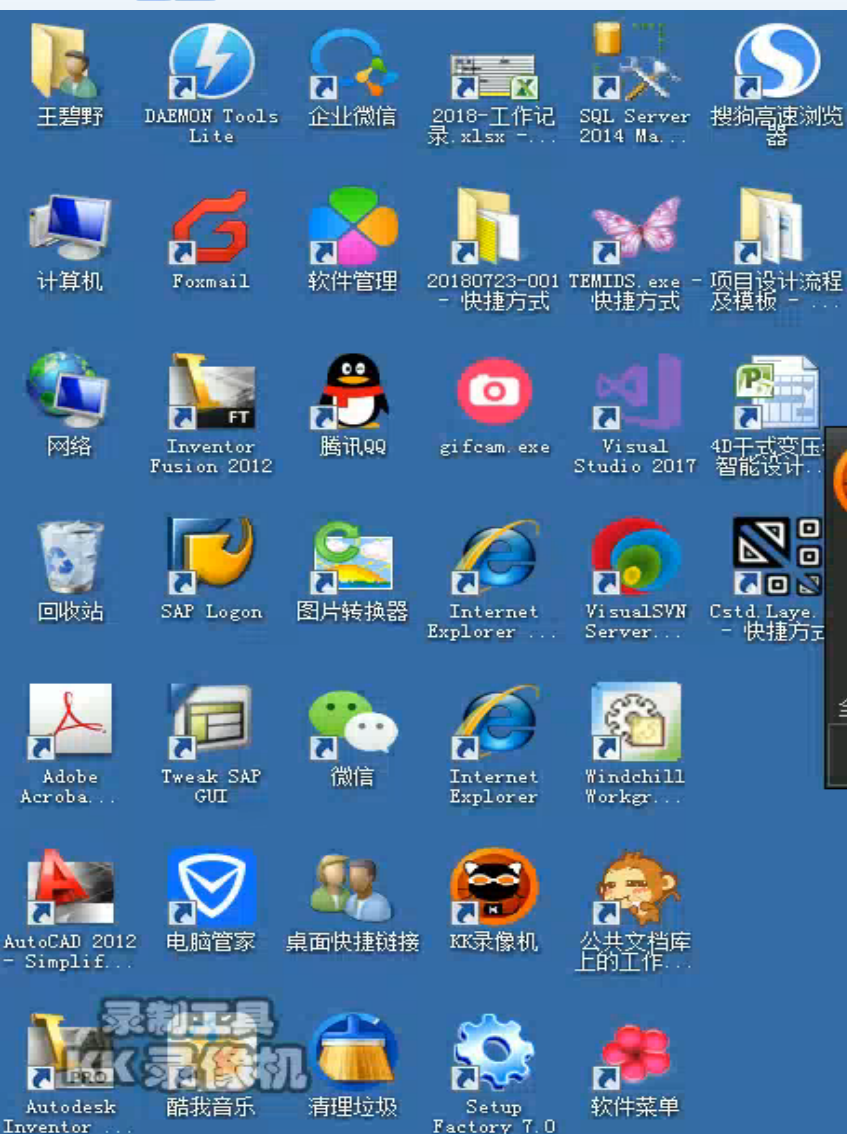 王碧野
DAEMON Tools
Lite
企业微信
2018-工作记
录.xlsx -...
SQL Server
2014 Ma...
搜狗高速浏览
器
计算机
Foxmail
软件管理
20180723-001
- 快捷方式
TEMIDS.exe -
快捷方式
项目设计流程
及模板 - ...
网络
FT
Inventor
Fusion 2012
腾讯QQ
gifcam.exe
Visual
Studio 2017
4D干式变压
智能设计...
回收站
SAP Logon
图片转换器
Internet
Explorer ...
VisualSVN
Server...
Cstd.Laye.
- 快捷方式
全
Adobe
Acroba...
Tweak SAP
GUI
微信
Internet
Explorer
Windchill
Workgr...
AutoCAD 2012
- Simplif...
电脑管家
桌面快捷链接
KK录像机
公共文档库
上的工作...
录制工具
KK录像机
PRO
Autodesk
Inventor ...
酷我音乐
清理垃圾
Setup
Factory 7.0
软件菜单